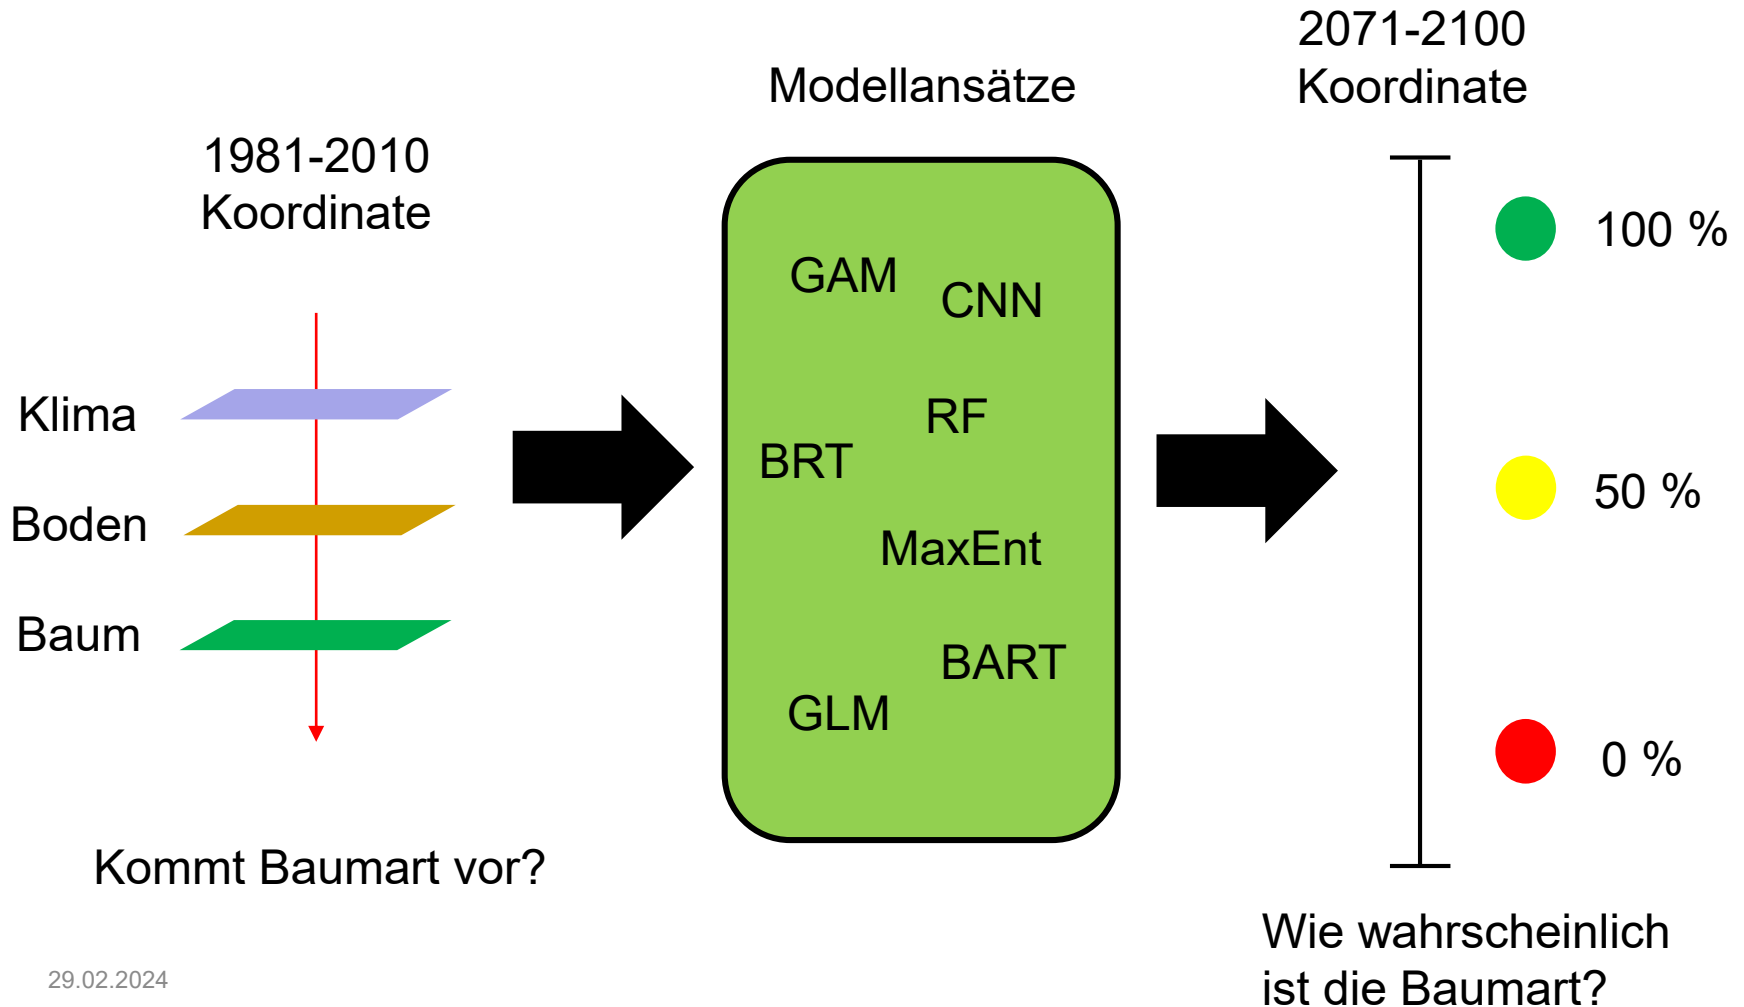 1981-2010
Koordinate
Klima
Boden
Baum
Kommt Baumart vor?
Modellansätze
GAM
CNN
RF
BRT
MaxEnt
BART
GLM
2071-2100
Koordinate
100 %
50 %
0 %
Wie wahrscheinlich
ist die Baumart?
29.02.2024